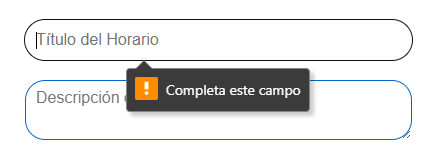 Título del Horario
Completa este campo
Descripción